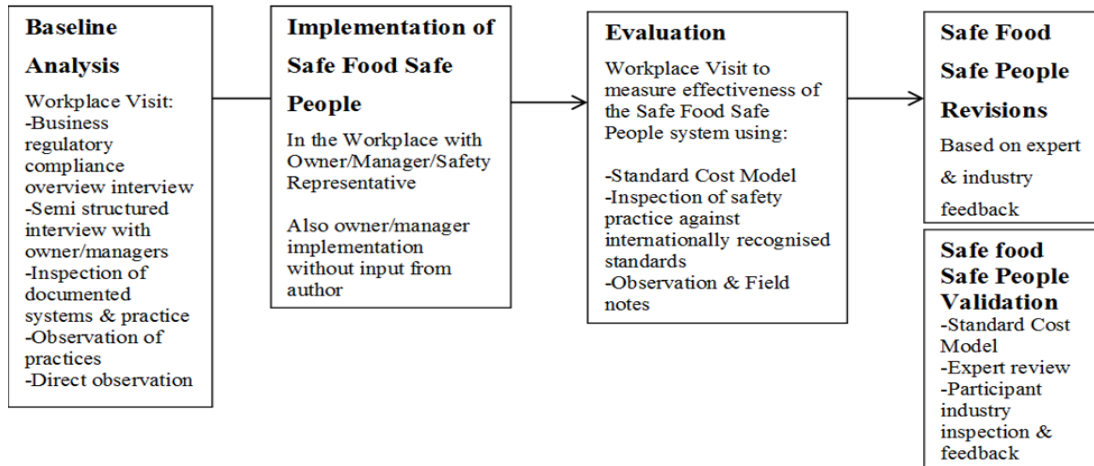 Baseline
Analysis
Workplace Visit:
-Business
regulatory
compliance
overview interview
-Semi structured
interview with
owner/managers
-Inspection of
documented
systems & practice
-Observation of
practices
-Direct observation
Implementation of
Safe Food Safe
People
In the Workplace with
Owner/Manager/Safety
Representative
Also owner/manager
implementation
without input from
author
Evaluation
Workplace Visit to
measure effectiveness of
the Safe Food Safe
People system using:
-Standard Cost Model
-Inspection of safety
practice against
internationally recognised
standards
-Observation & Field
notes
Safe Food
Safe People
Revisions
Based on expert
& industry
feedback
Safe food
Safe People
Validation
-Standard Cost
Model
-Expert review
-Participant
industry
inspection &
feedback